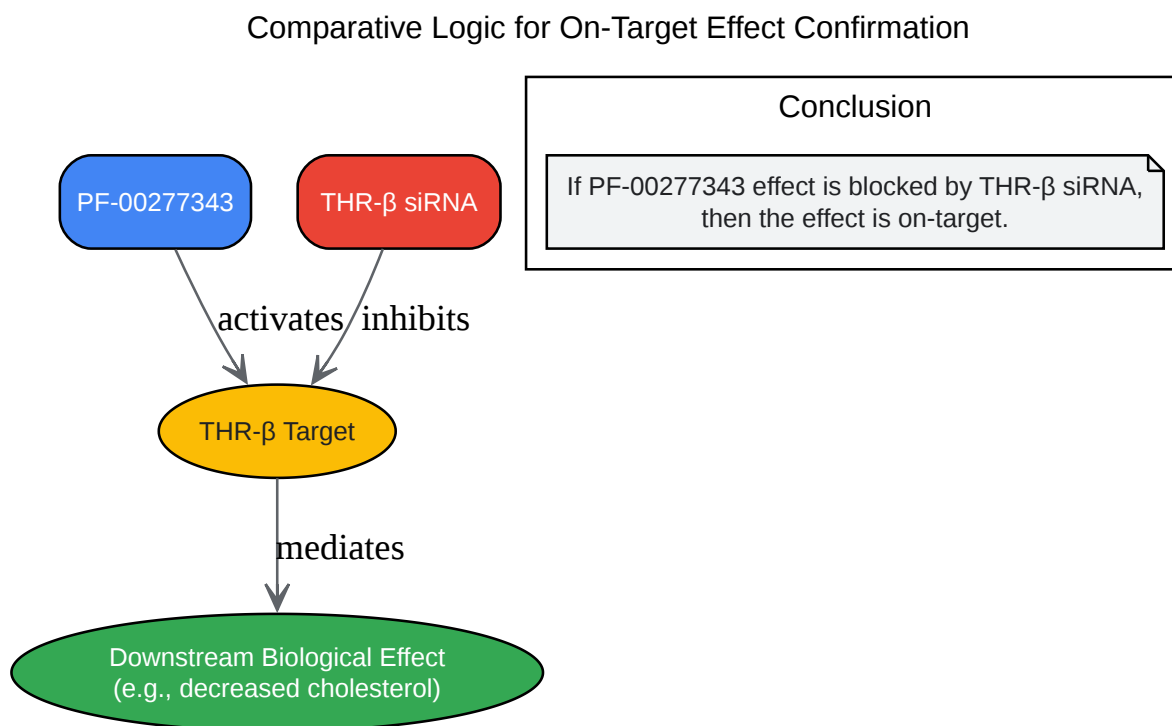 Comparative Logic for On-Target Effect Confirmation
Conclusion
If PF-00277343 effect is blocked by THR-β siRNA,
then the effect is on-target.
PF-00277343
THR-β siRNA
activates
inhibits
THR-β Target
mediates
Downstream Biological Effect
(e.g., decreased cholesterol)